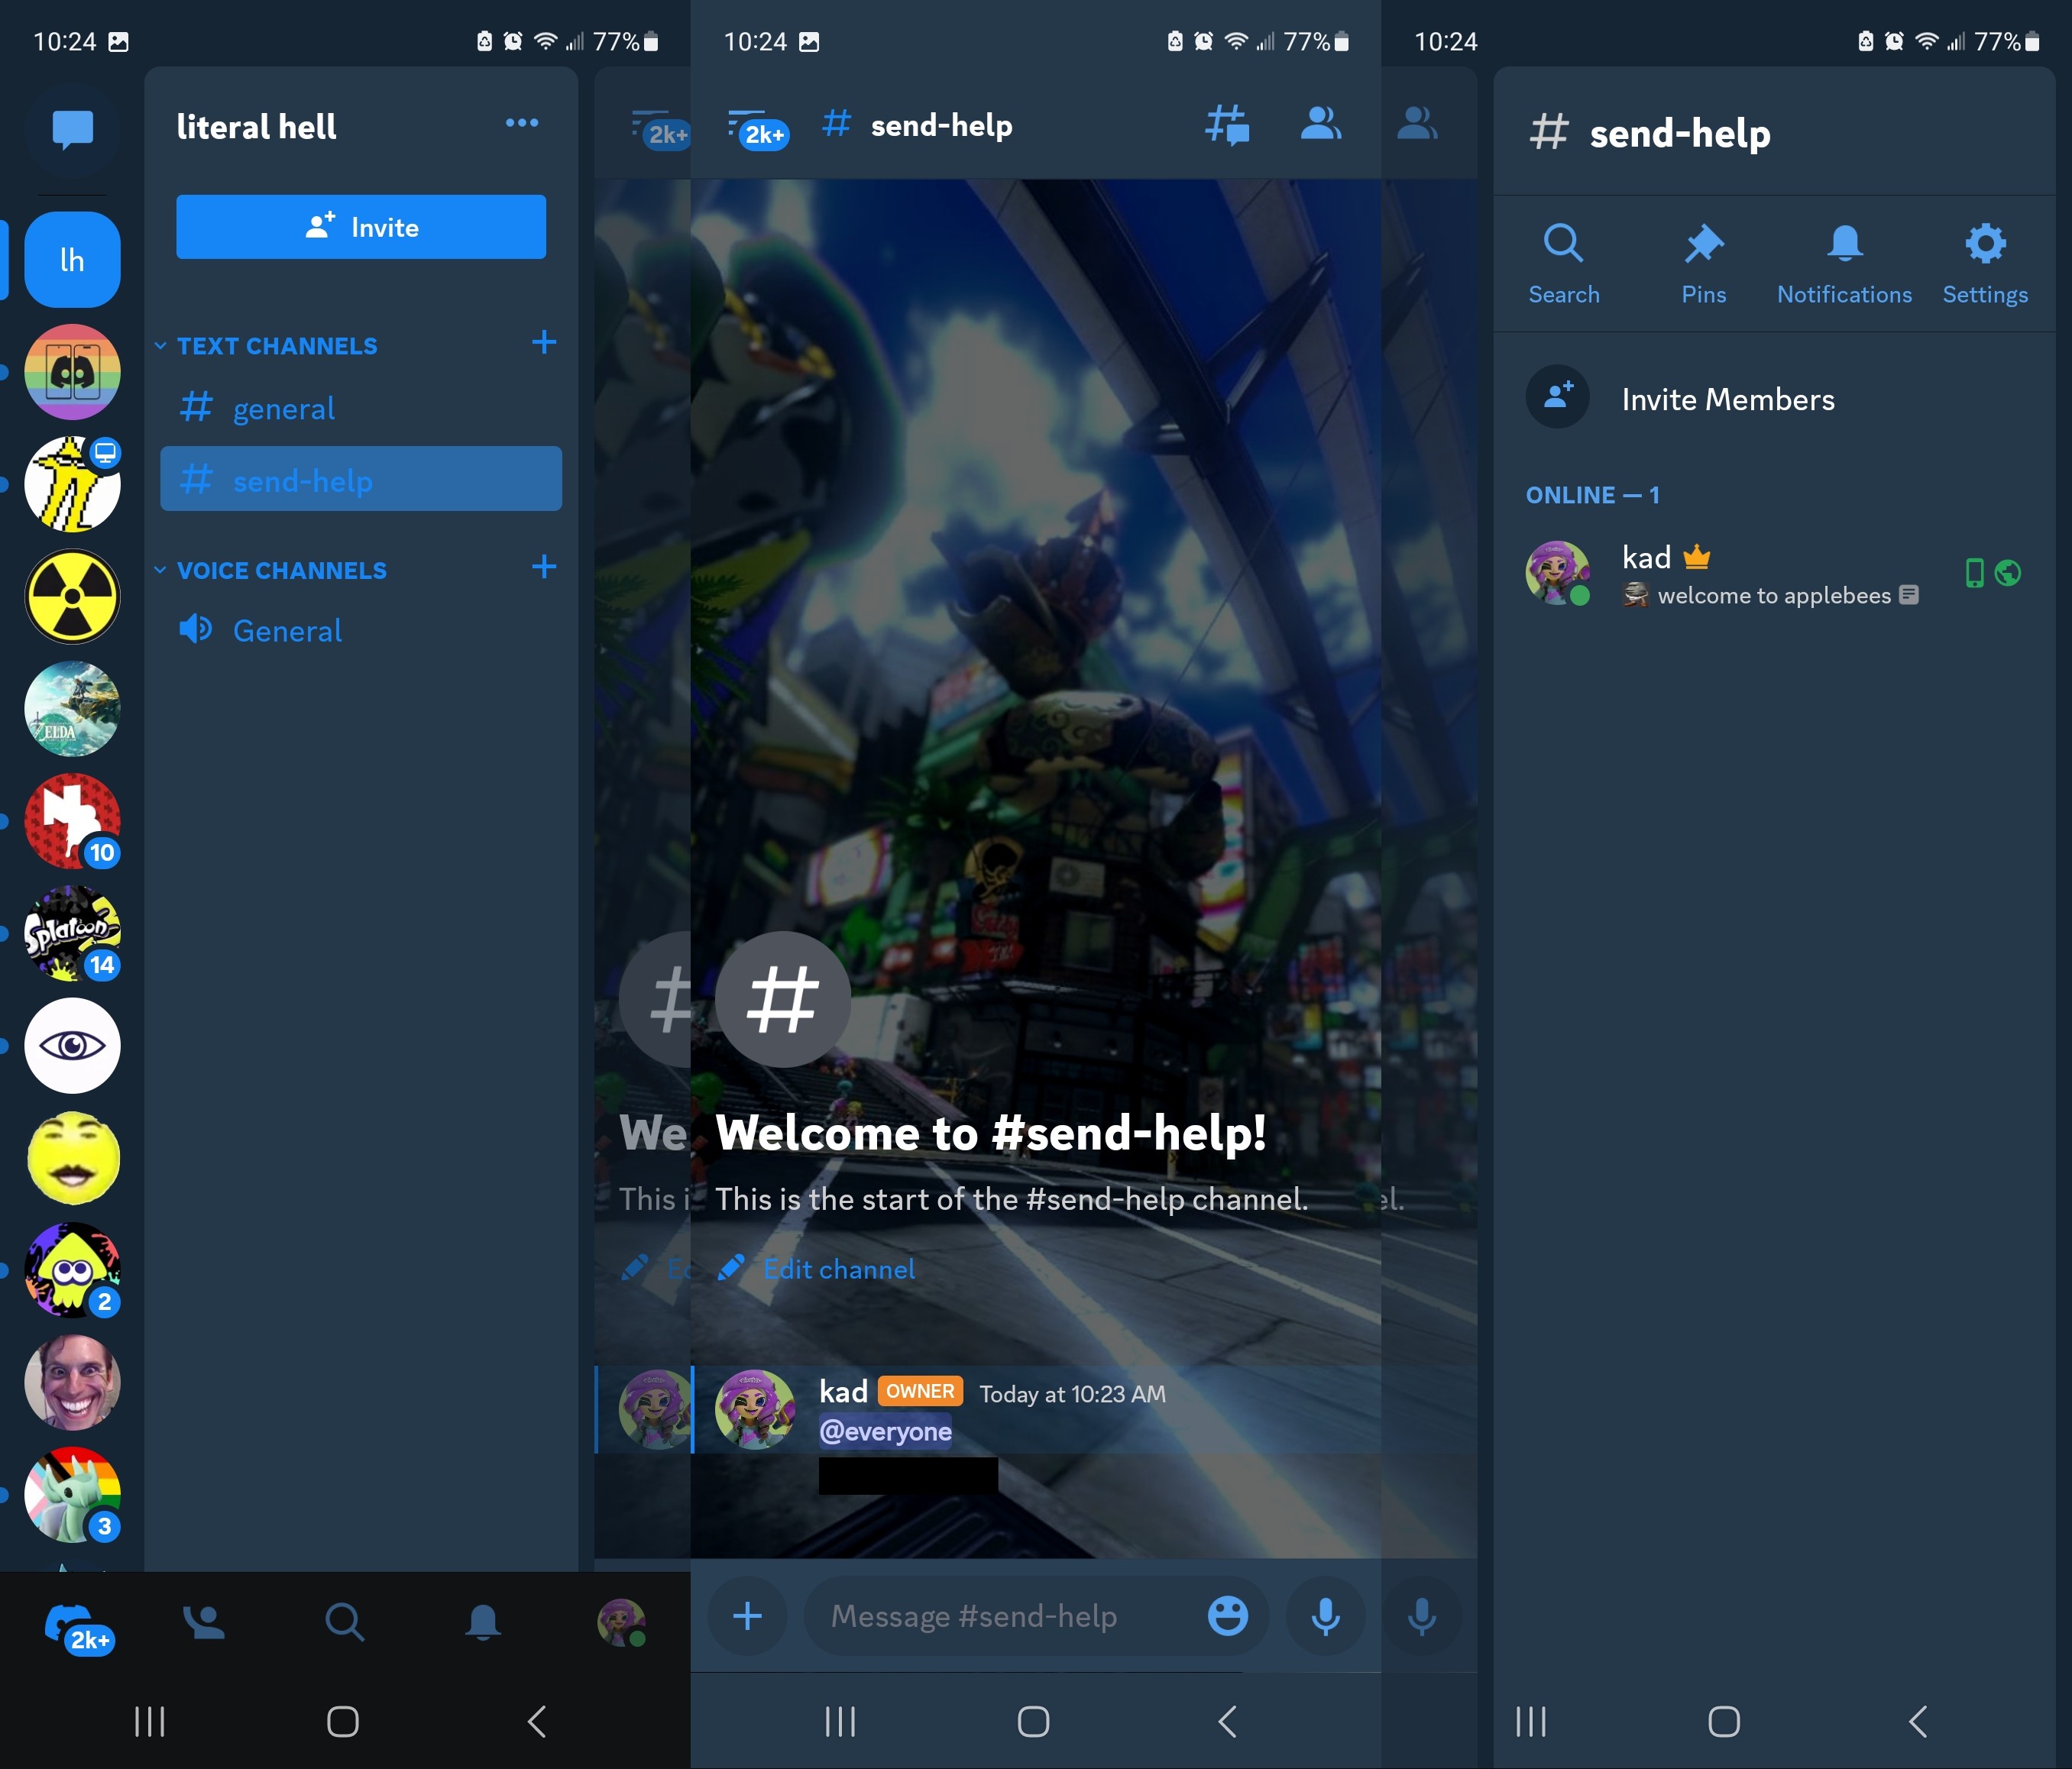 10:24
77%
literal hell
Invite
lh
TEXT CHANNELS
# general
# send-help
VOICE CHANNELS
General
ELDA
10
Splatoon
14
2
3
2k+
2k+
# We
This i
10:24
77%
2k+
# send-help
#
Welcome to #send-help!
This is the start of the #send-help channel.
Edit channel
kad OWNER Today at 10:23 AM
@everyone
Message #send-help
10:24
77%
el.
# send-help
Search
Pins
Notifications
Settings
Invite Members
ONLINE — 1
kad
welcome to applebees